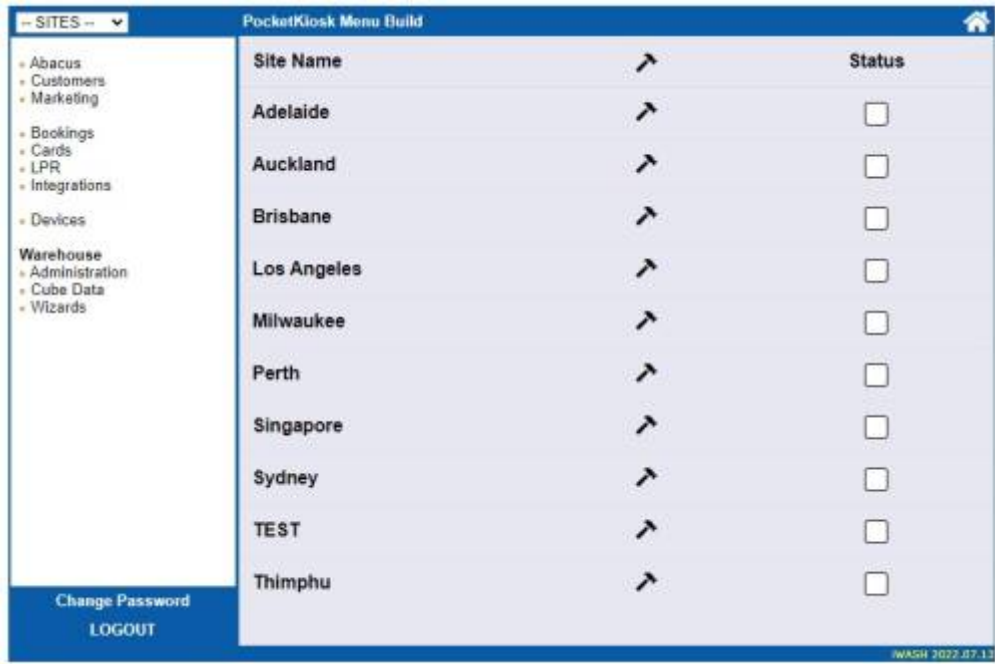 -- SITES --
PocketKiosk Menu Build
Abacus
Customers
Marketing
Bookings
Cards
LPR
Integrations
Devices
Warehouse
Administration
Cube Data
Wizards
Change Password
LOGOUT
Site Name Status
Adelaide
Auckland
Brisbane
Los Angeles
Milwaukee
Perth
Singapore
Sydney
TEST
Thimphu
iWASH 2022.07.13